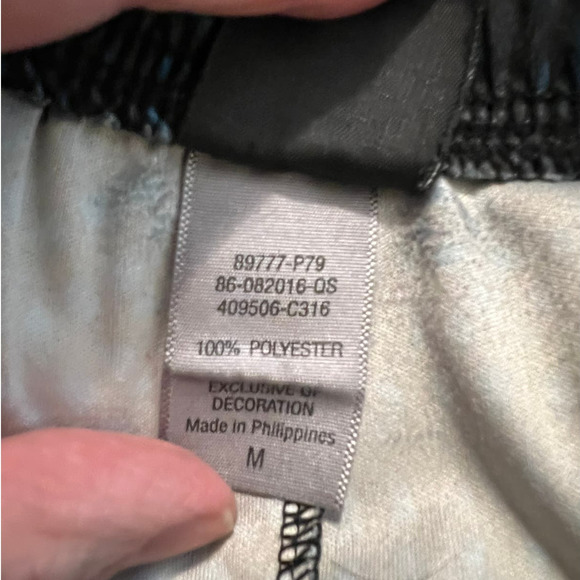 89777-P79
86-082016-QS
409506-C316
100% POLYESTER
EXCLUSIVE OF
DECORATION
Made in Philippines
M